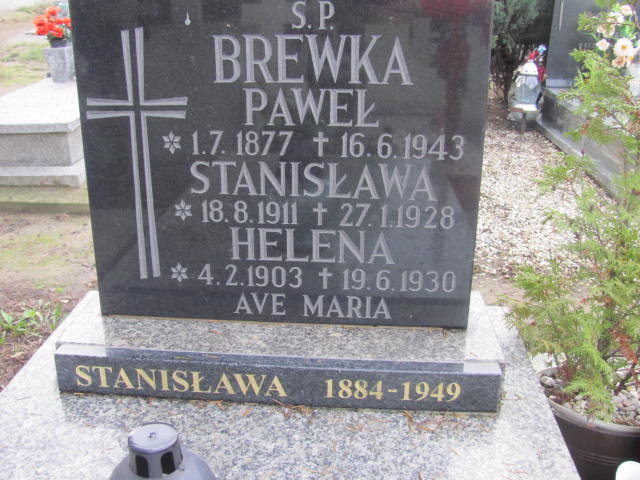 S.P.
BREWKA
PAWEŁ
* 1.7.1877 † 16.6.1943
STANISŁAWA
* 18.8.1911 † 27.1.1928
HELENA
* 4.2.1903 † 19.6.1930
AVE MARIA
STANISŁAWA 1884-1949